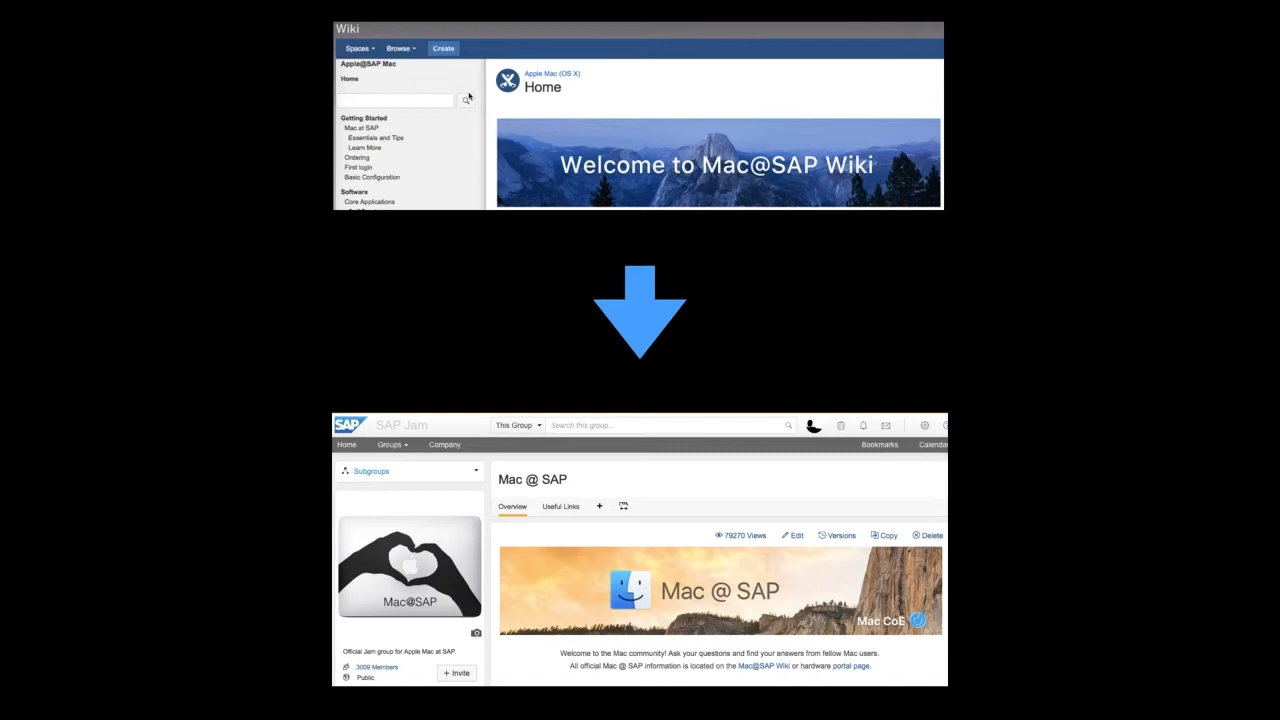 Wiki
Spaces Browse Create
Apple@SAP Mac
Home
Getting Started
Mac at SAP
Essentials and Tips
Learn More
Ordering
First login
Basic Configuration
Software
Core Applications
Apple Mac (OS X)
Home
Welcome to Mac@SAP Wiki
SAP SAP Jam This Group Search this group...
Home Groups Company Bookmarks Calendar
Subgroups
Mac@SAP
Official Jam group for Apple Mac at SAP.
3009 Members
Public
+ Invite
Mac @ SAP
Overview Useful Links +
79270 Views Edit Versions Copy Delete
Mac @ SAP
Mac CoE
Welcome to the Mac community! Ask your questions and find your answers from fellow Mac users.
All official Mac @ SAP information is located on the Mac@SAP Wiki or hardware portal page.